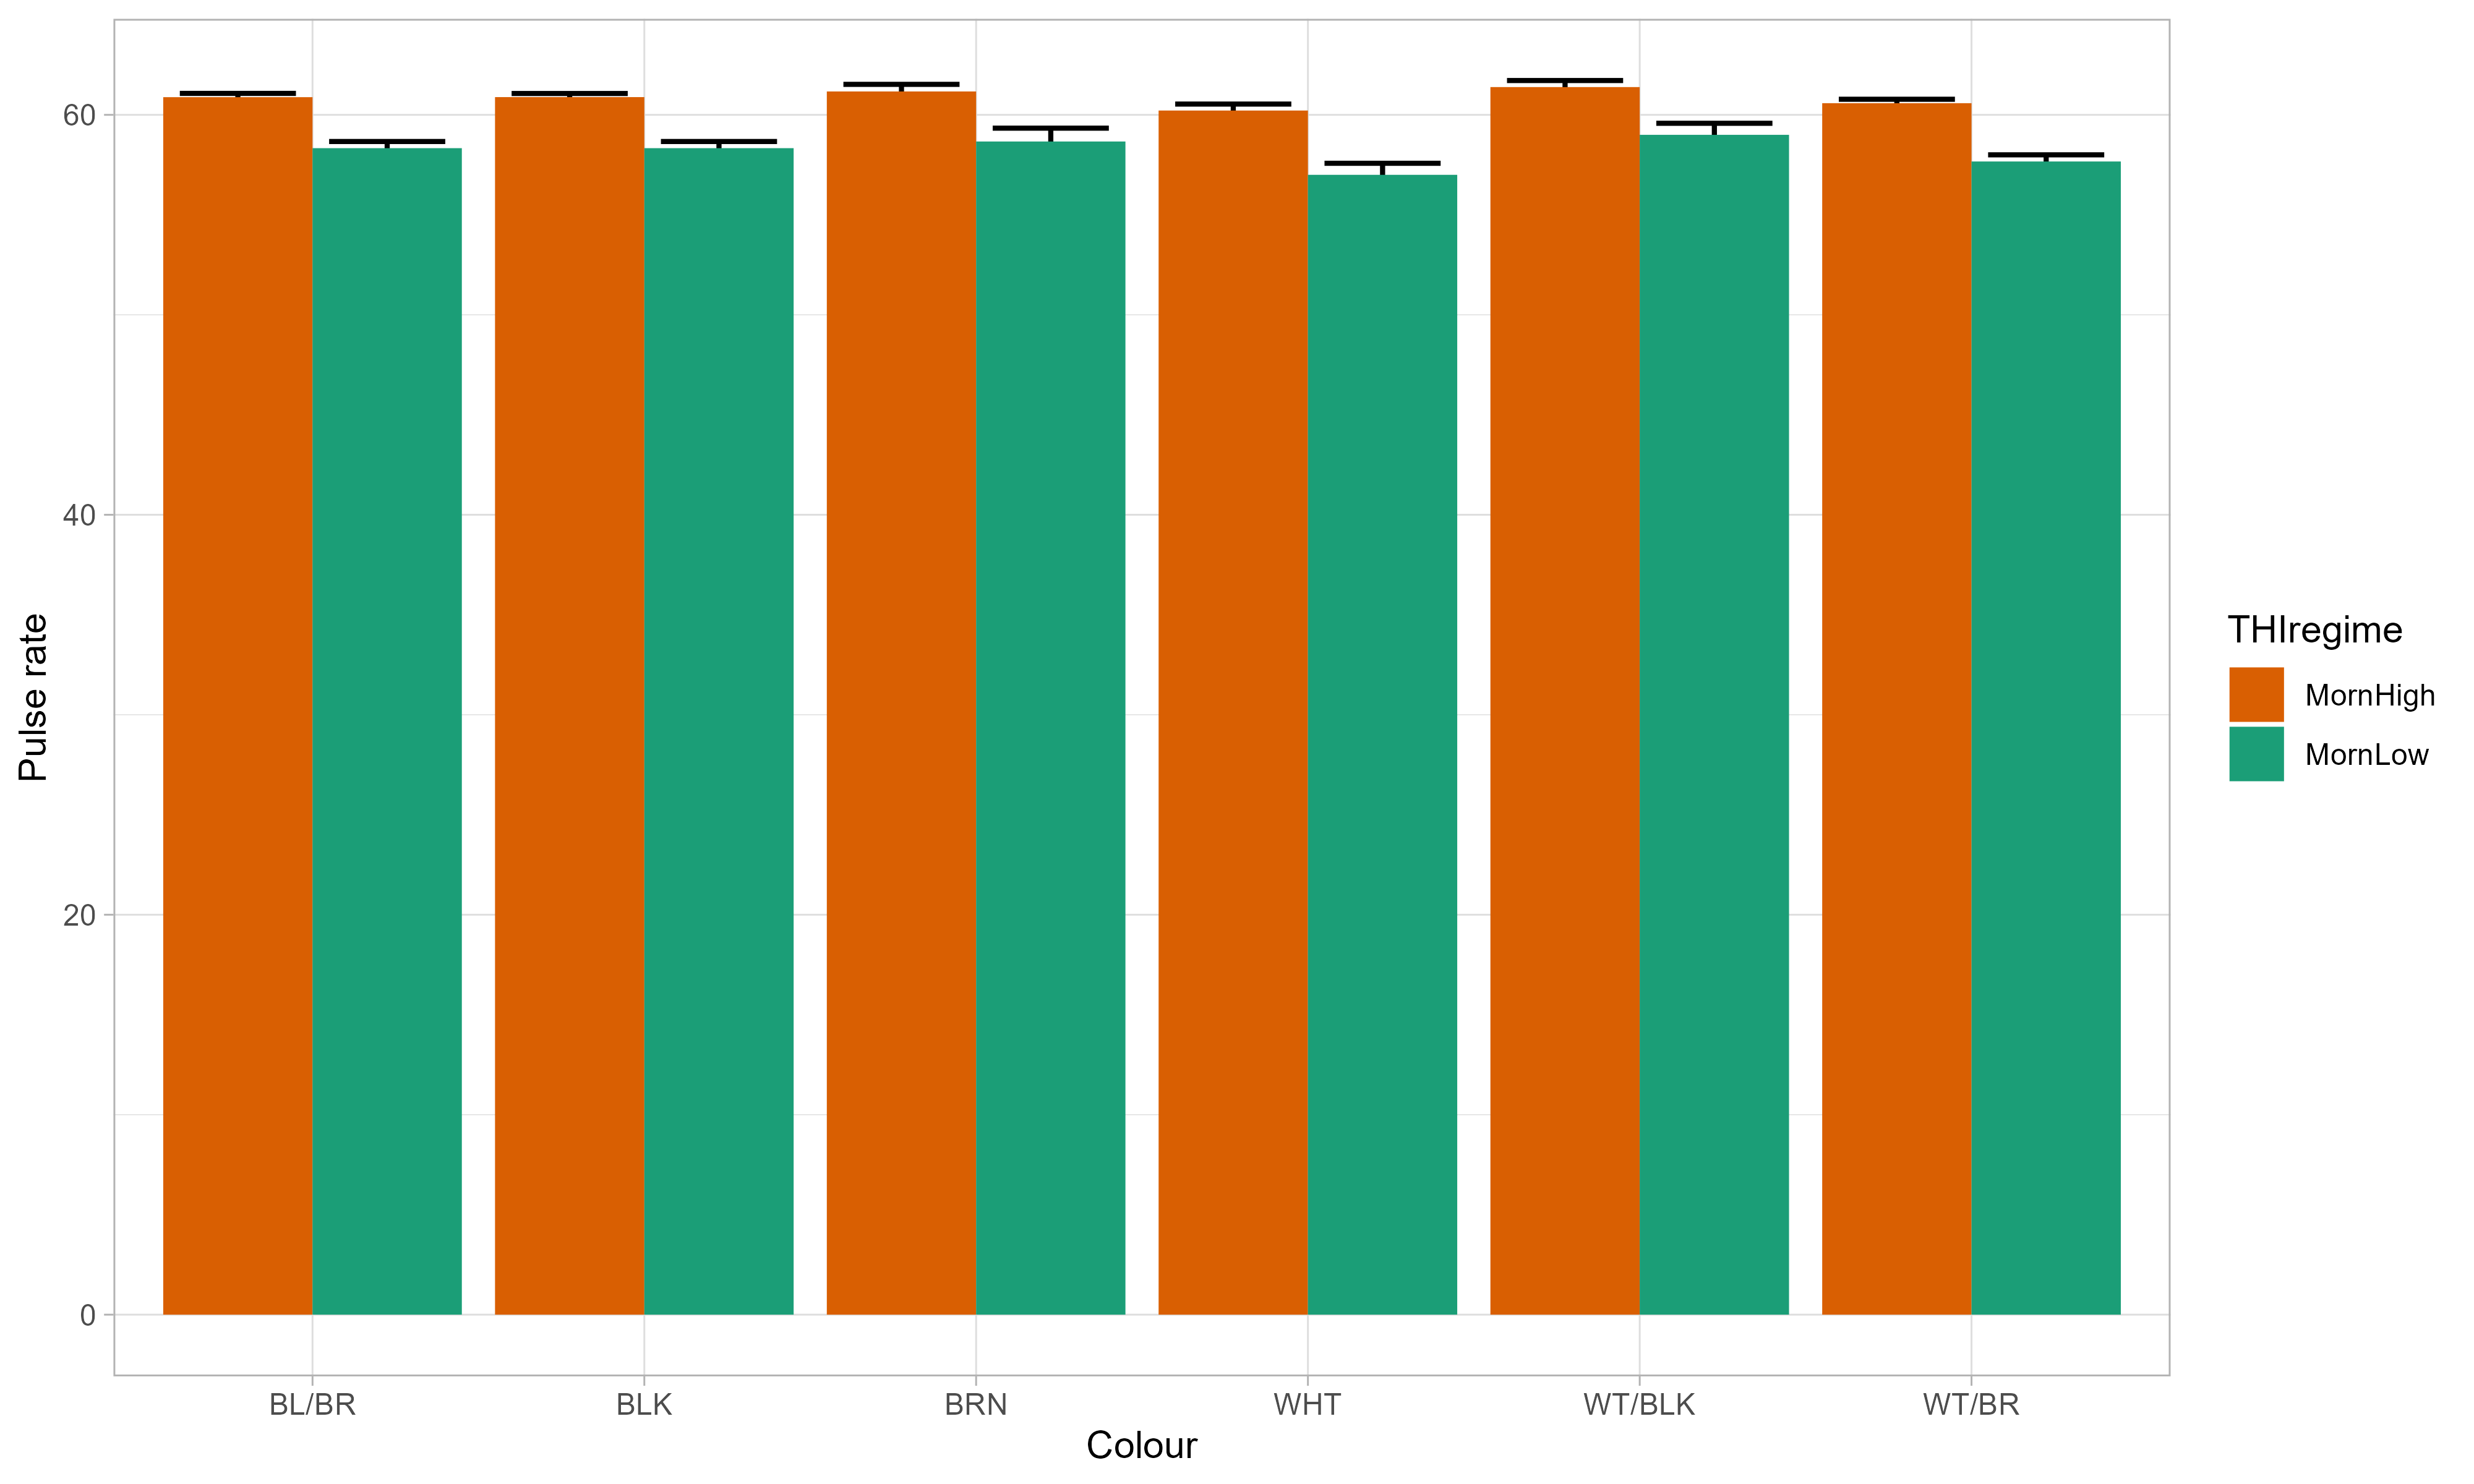 60
40
20
0
Pulse rate
BL/BR BLK BRN WHT WT/BLK WT/BR
Colour
THIregime
MornHigh
MornLow